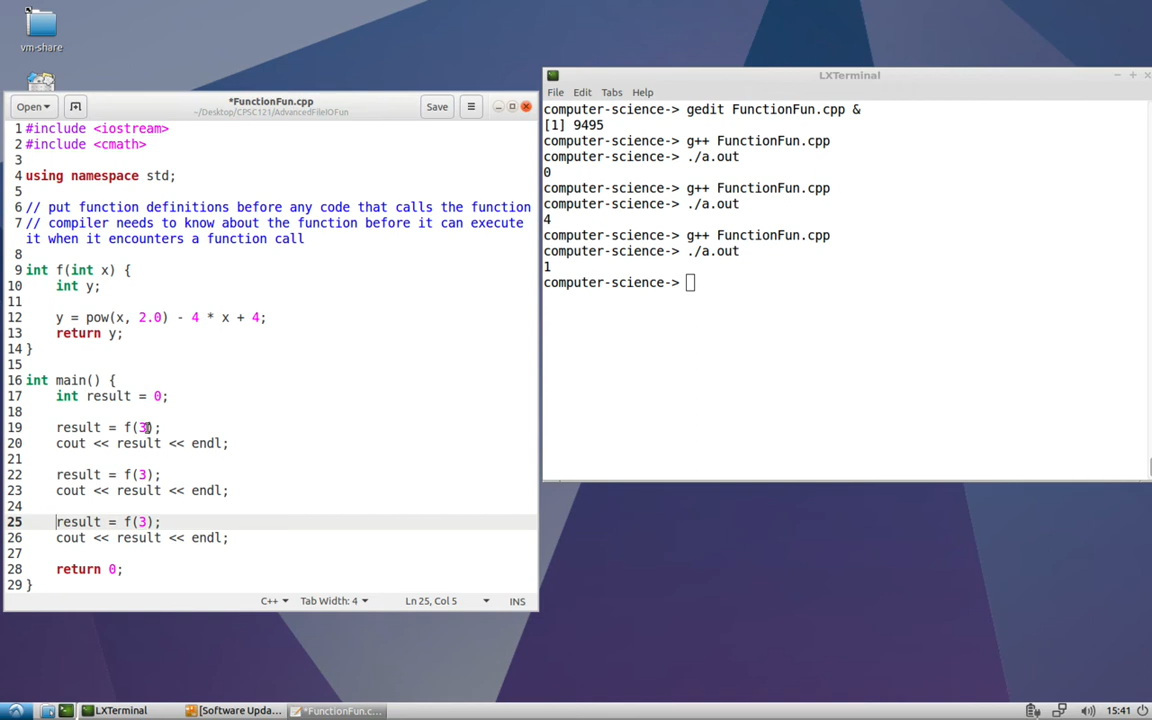 vm-share
Open
*FunctionFun.cpp
~/Desktop/CPSC121/AdvancedFileIOFun
Save
1 #include <iostream>
2 #include <cmath>
3
4 using namespace std;
5
6 // put function definitions before any code that calls the function
7 // compiler needs to know about the function before it can execute
it when it encounters a function call
8
9 int f(int x) {
10     int y;
11
12     y = pow(x, 2.0) - 4 * x + 4;
13     return y;
14 }
15
16 int main() {
17     int result = 0;
18
19     result = f(3);
20     cout << result << endl;
21
22     result = f(3);
23     cout << result << endl;
24
25     result = f(3);
26     cout << result << endl;
27
28     return 0;
29 }
C++
Tab Width: 4
Ln 25, Col 5
INS
LXTerminal
File Edit Tabs Help
computer-science-> gedit FunctionFun.cpp &
[1] 9495
computer-science-> g++ FunctionFun.cpp
computer-science-> ./a.out
0
computer-science-> g++ FunctionFun.cpp
computer-science-> ./a.out
4
computer-science-> g++ FunctionFun.cpp
computer-science-> ./a.out
1
computer-science->
LXTerminal
[Software Upda...
*FunctionFun.c...
15:41